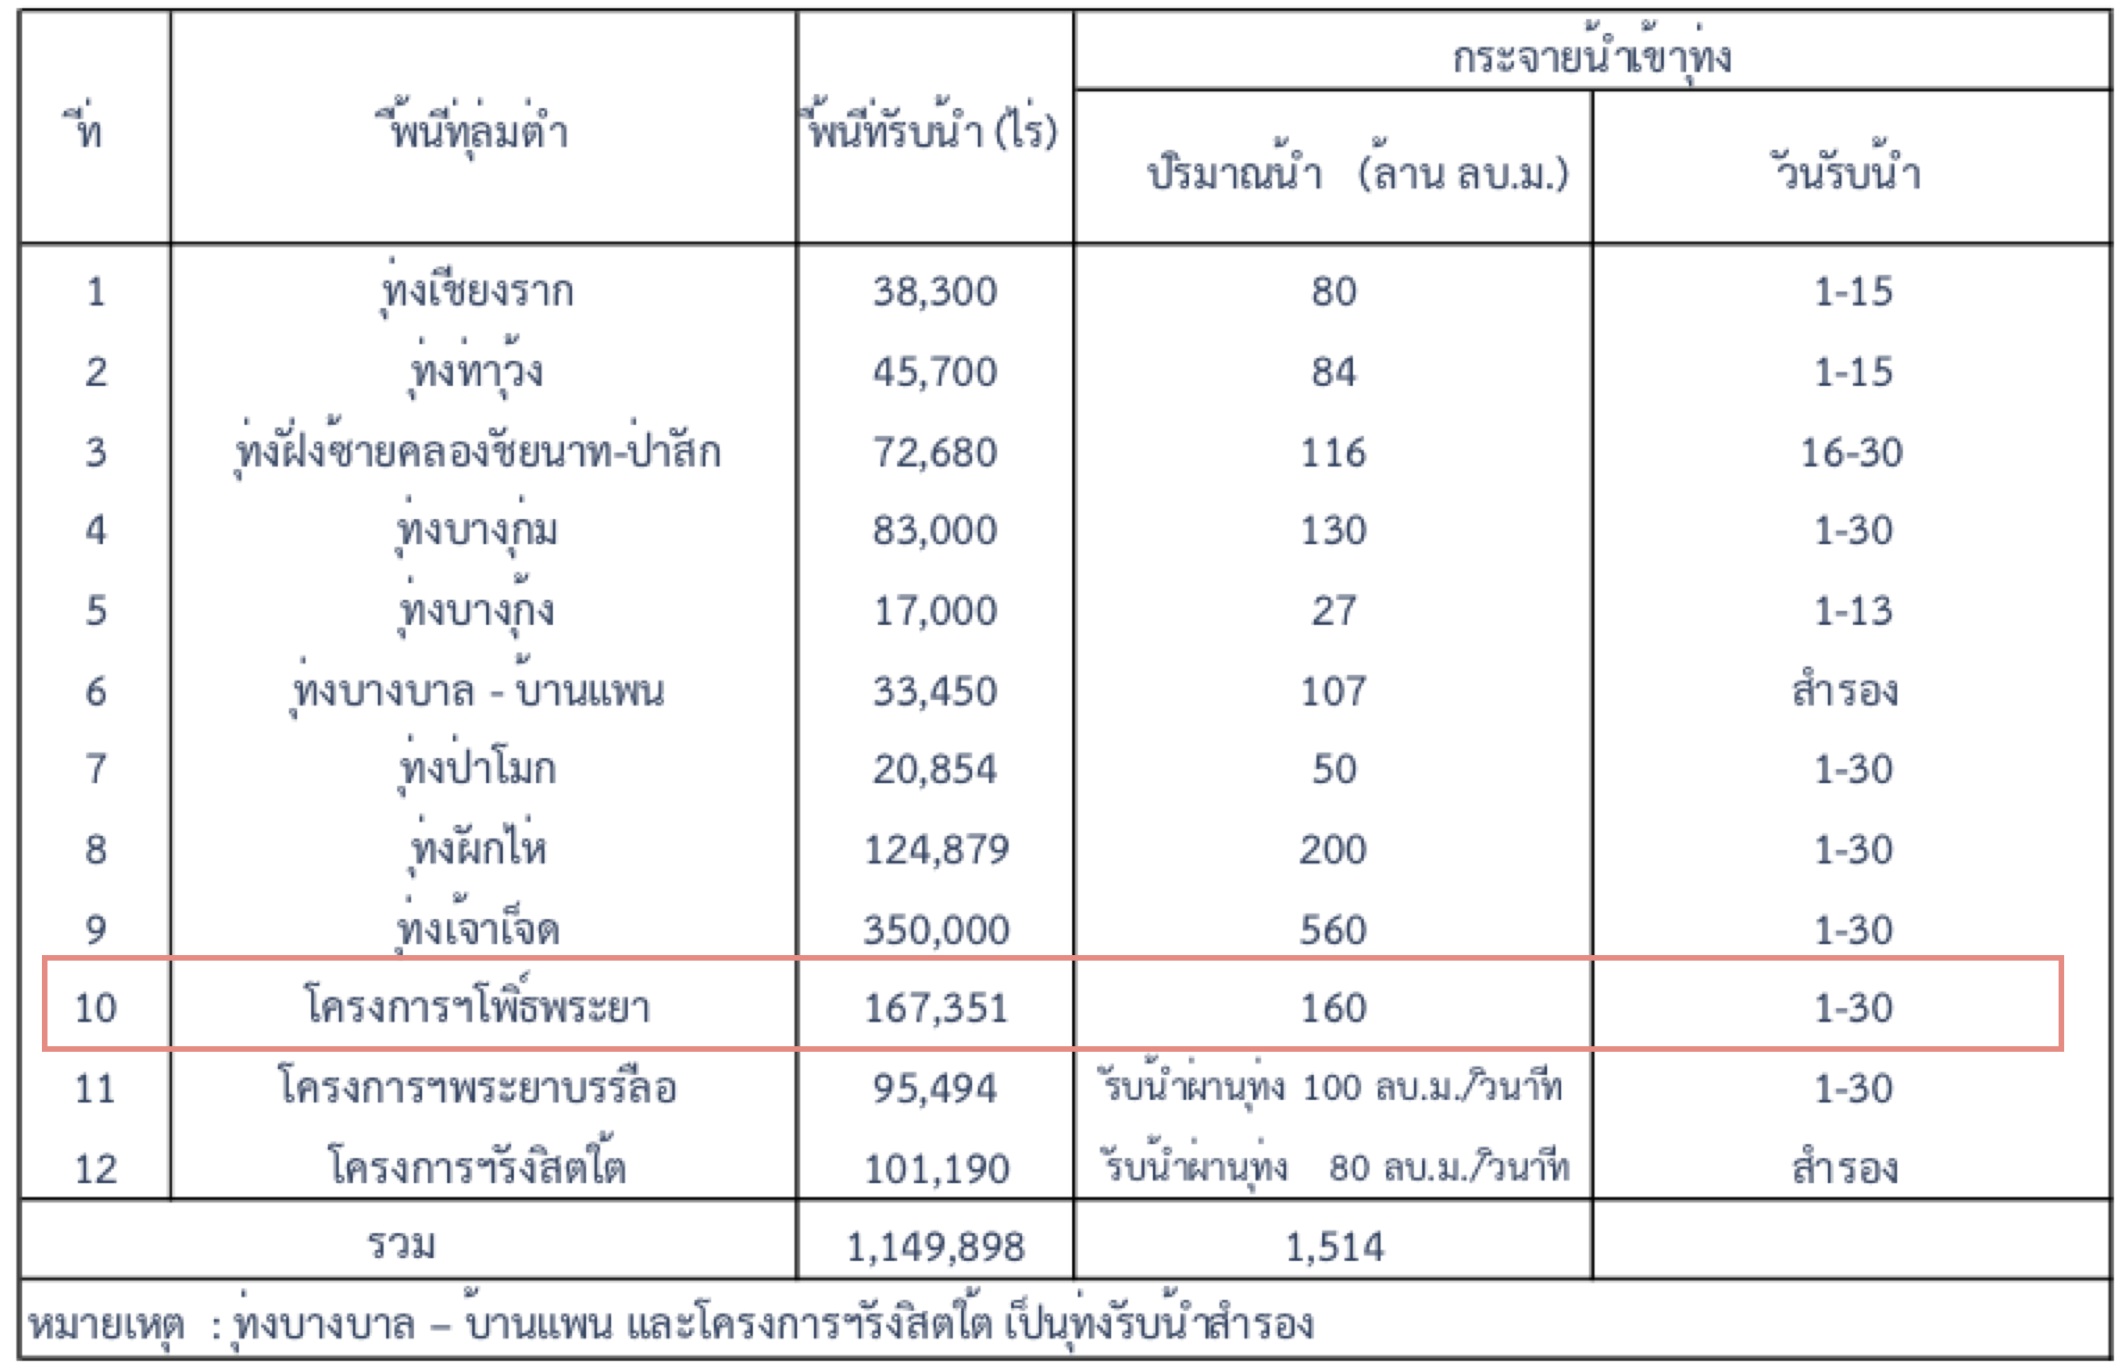 กระจายน้ำเข้าทุ่ง
ที่ พื้นที่ลุ่มต่ำ พื้นที่รับน้ำ (ไร่) ปริมาณน้ำ (ล้าน ลบ.ม.) วันรับน้ำ
1 ทุ่งเชียงราก 38,300 80 1-15
2 ทุ่งท่าวุ้ง 45,700 84 1-15
3 ทุ่งฝั่งซ้ายคลองชัยนาท-ป่าสัก 72,680 116 16-30
4 ทุ่งบางกุ่ม 83,000 130 1-30
5 ทุ่งบางกุ้ง 17,000 27 1-13
6 ทุ่งบางบาล - บ้านแพน 33,450 107 สำรอง
7 ทุ่งป่าโมก 20,854 50 1-30
8 ทุ่งผักไห่ 124,879 200 1-30
9 ทุ่งเจ้าเจ็ด 350,000 560 1-30
10 โครงการฯโพธิ์พระยา 167,351 160 1-30
11 โครงการฯพระยาบรรลือ 95,494 รับน้ำผ่านทุ่ง 100 ลบ.ม./วินาที 1-30
12 โครงการฯรังสิตใต้ 101,190 รับน้ำผ่านทุ่ง 80 ลบ.ม./วินาที สำรอง
รวม 1,149,898 1,514
หมายเหตุ : ทุ่งบางบาล – บ้านแพน และโครงการฯรังสิตใต้ เป็นทุ่งรับน้ำสำรอง